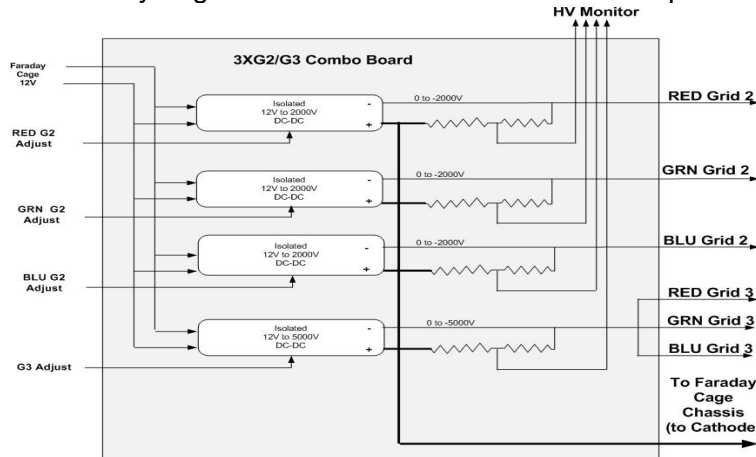 HV Monitor
3XG2/G3 Combo Board
Faraday
Cage
12V
Isolated
12V to 2000V
DC-DC
-
+
0 to -2000V
RED Grid 2
RED G2
Adjust
Isolated
12V to 2000V
DC-DC
-
+
0 to -2000V
GRN Grid 2
GRN G2
Adjust
Isolated
12V to 2000V
DC-DC
-
+
0 to -2000V
BLU Grid 2
BLU G2
Adjust
RED Grid 3
Isolated
12V to 5000V
DC-DC
-
+
0 to -5000V
GRN Grid 3
BLU Grid 3
G3 Adjust
To Faraday
Cage
Chassis
(to Cathode